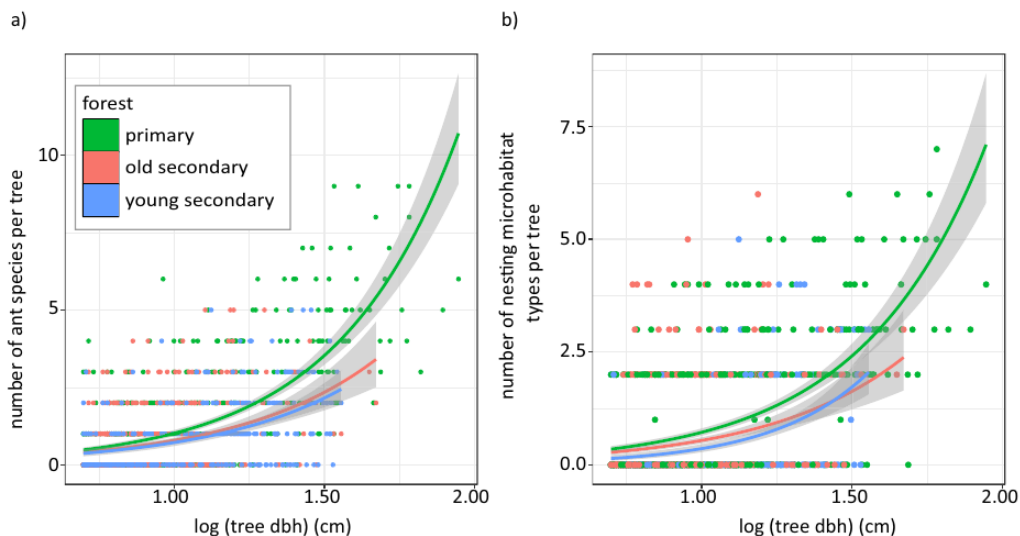 a)
number of ant species per tree
10
5
0
forest
primary
old secondary
young secondary
1.00
1.50
2.00
log (tree dbh) (cm)
b)
number of nesting microhabitat
types per tree
7.5
5.0
2.5
0.0
1.00
1.50
2.00
log (tree dbh) (cm)